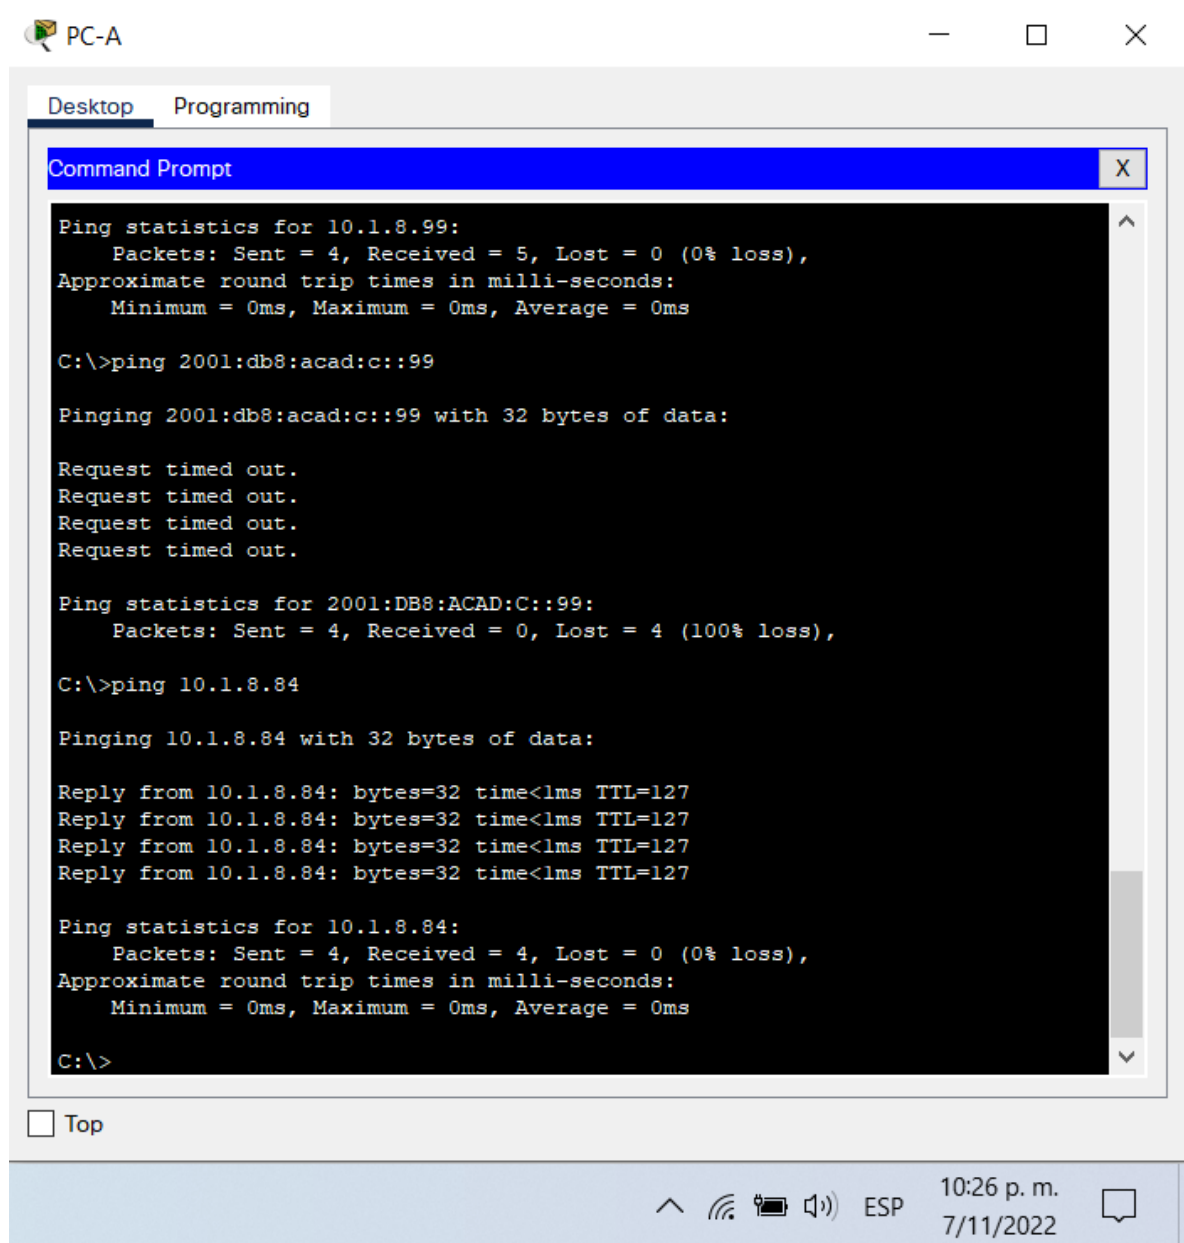 PC-A
Desktop Programming
Command Prompt X
Ping statistics for 10.1.8.99:
Packets: Sent = 4, Received = 5, Lost = 0 (0% loss),
Approximate round trip times in milli-seconds:
Minimum = 0ms, Maximum = 0ms, Average = 0ms
C:\>ping 2001:db8:acad:c::99
Pinging 2001:db8:acad:c::99 with 32 bytes of data:
Request timed out.
Request timed out.
Request timed out.
Request timed out.
Ping statistics for 2001:DB8:ACAD:C::99:
Packets: Sent = 4, Received = 0, Lost = 4 (100% loss),
C:\>ping 10.1.8.84
Pinging 10.1.8.84 with 32 bytes of data:
Reply from 10.1.8.84: bytes=32 time<1ms TTL=127
Reply from 10.1.8.84: bytes=32 time<1ms TTL=127
Reply from 10.1.8.84: bytes=32 time<1ms TTL=127
Reply from 10.1.8.84: bytes=32 time<1ms TTL=127
Ping statistics for 10.1.8.84:
Packets: Sent = 4, Received = 4, Lost = 0 (0% loss),
Approximate round trip times in milli-seconds:
Minimum = 0ms, Maximum = 0ms, Average = 0ms
C:\>
Top
ESP
10:26 p. m.
7/11/2022